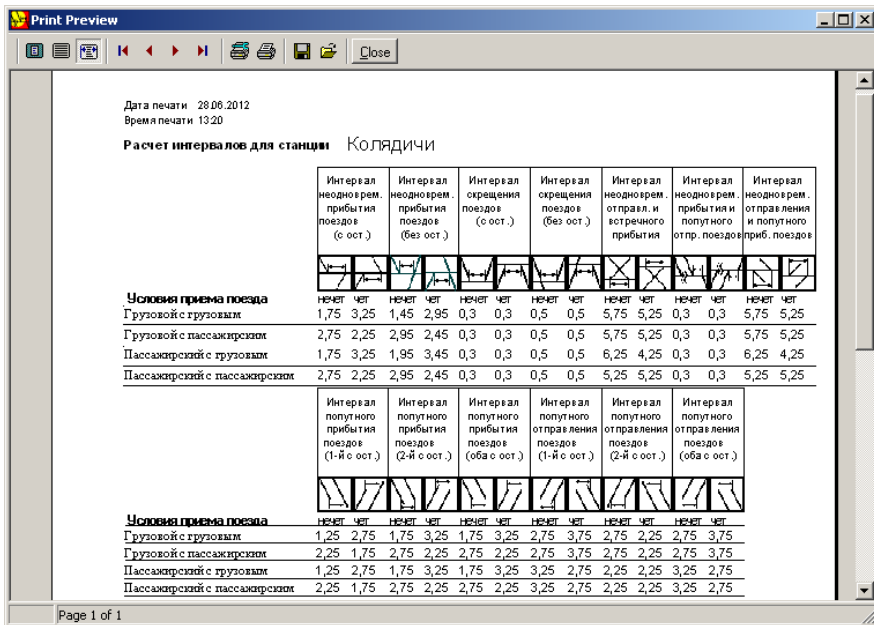 Print Preview
Close
Дата печати 28.06.2012
Время печати 13:20
Расчет интервалов для станции Колядичи
Интервал неодноврем. прибытия поездов (с ост.)
Интервал неодноврем. прибытия поездов (без ост.)
Интервал скрещения поездов (с ост.)
Интервал скрещения поездов (без ост.)
Интервал неодноврем. отправл. и встречного прибытия
Интервал неодноврем. прибытия и попутного отпр. поездов
Интервал неодноврем. отправления и попутного приб. поездов
Условия приема поезда нечет чет нечет чет нечет чет нечет чет нечет чет нечет чет нечет чет
Грузовой с грузовым 1,75 3,25 1,45 2,95 0,3 0,3 0,5 0,5 5,75 5,25 0,3 0,3 5,75 5,25
Грузовой с пассажирским 2,75 2,25 2,95 2,45 0,3 0,3 0,5 0,5 5,75 5,25 0,3 0,3 5,75 5,25
Пассажирский с грузовым 1,75 3,25 1,95 3,45 0,3 0,3 0,5 0,5 6,25 4,25 0,3 0,3 6,25 4,25
Пассажирский с пассажирским 2,75 2,25 2,95 2,45 0,3 0,3 0,5 0,5 5,25 5,25 0,3 0,3 5,25 5,25
Интервал попутного прибытия поездов (1-й с ост.)
Интервал попутного прибытия поездов (2-й с ост.)
Интервал попутного прибытия поездов (оба с ост.)
Интервал попутного отправления поездов (1-й с ост.)
Интервал попутного отправления поездов (2-й с ост.)
Интервал попутного отправления поездов (оба с ост.)
Условия приема поезда нечет чет нечет чет нечет чет нечет чет нечет чет нечет чет
Грузовой с грузовым 1,25 2,75 1,75 3,25 1,75 3,25 2,75 3,75 2,75 2,25 2,75 3,75
Грузовой с пассажирским 2,25 1,75 2,75 2,25 2,75 2,25 2,75 3,75 2,75 2,25 2,75 3,75
Пассажирский с грузовым 1,25 2,75 1,75 3,25 1,75 3,25 3,25 2,75 2,25 2,25 3,25 2,75
Пассажирский с пассажирским 2,25 1,75 2,75 2,25 2,75 2,25 3,25 2,75 2,25 2,25 3,25 2,75
Page 1 of 1